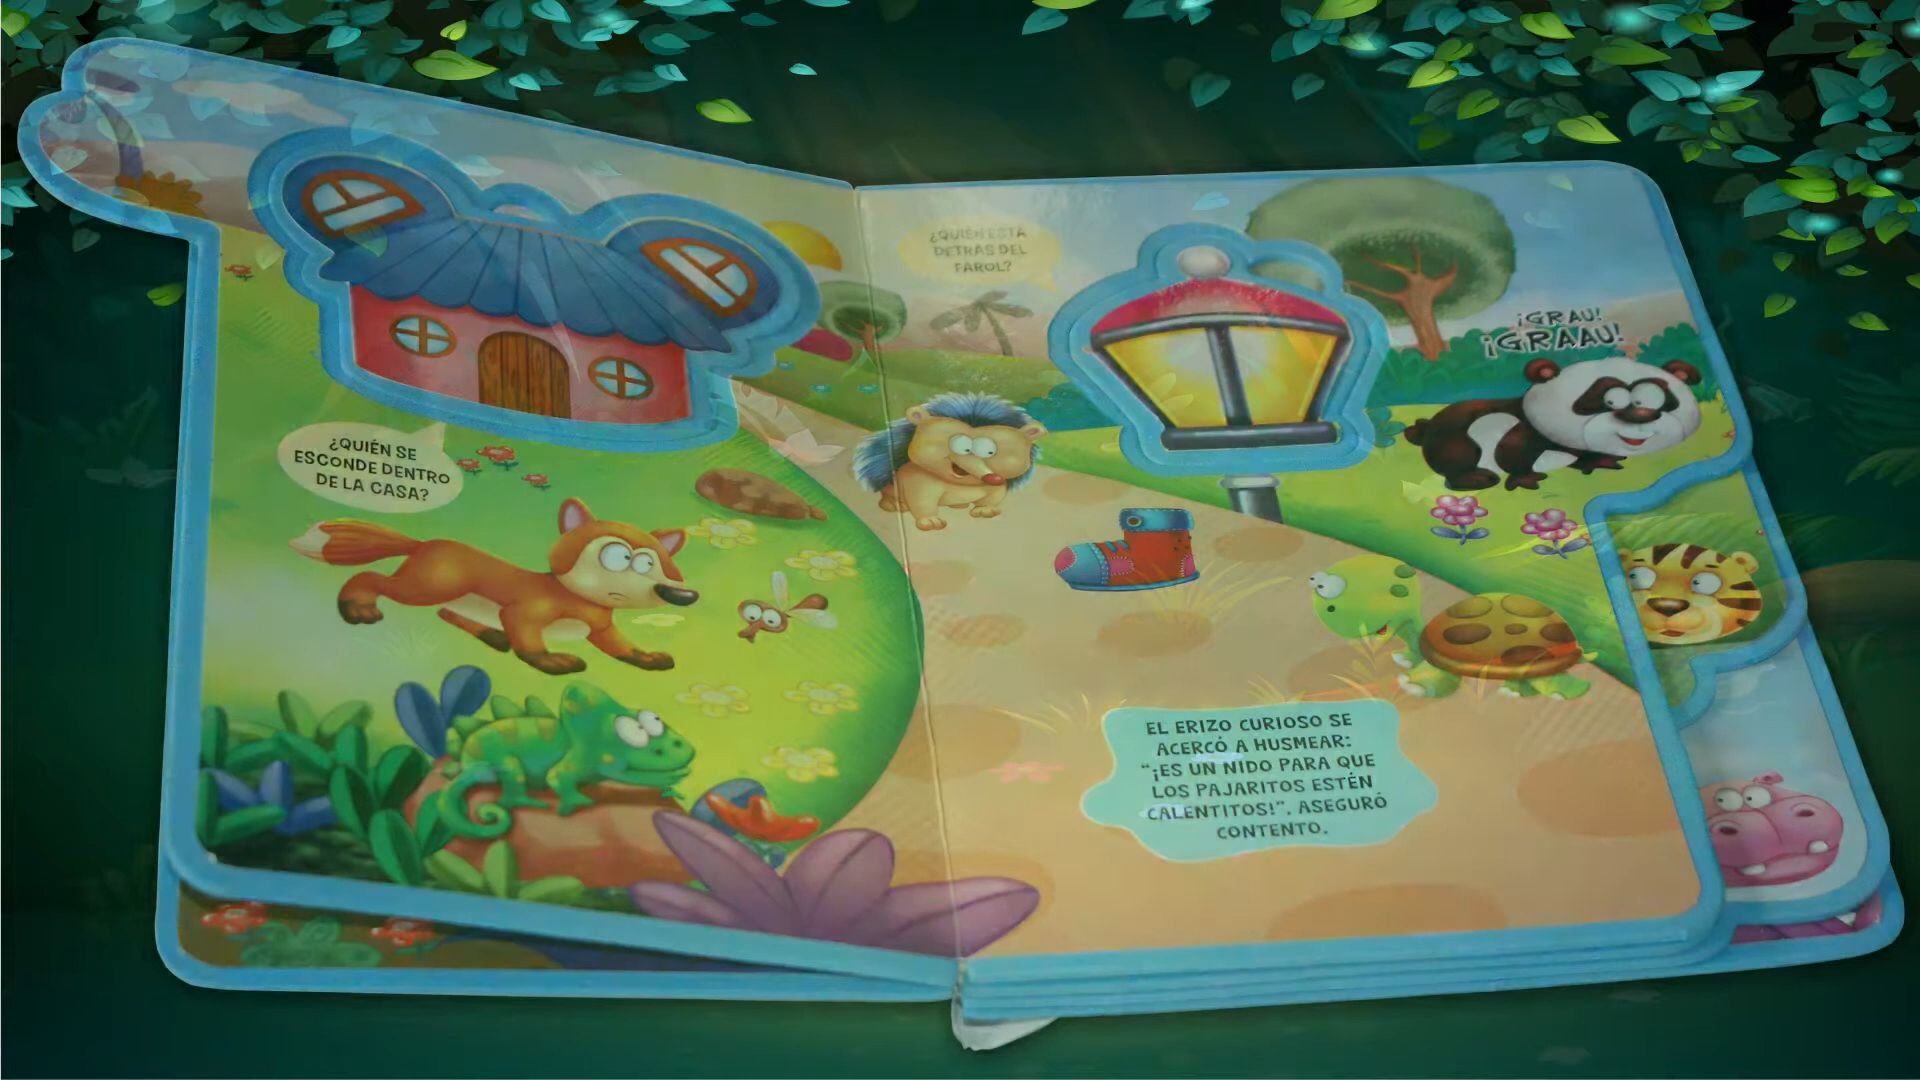 ¿QUIÉN SE
ESCONDE DENTRO
DE LA CASA?
¿QUIÉN ESTÁ
DETRÁS DEL
FAROL?
¡GRAU!
¡GRAAU!
EL ERIZO CURIOSO SE
ACERCÓ A HUSMEAR:
"¡ES UN NIDO PARA QUE
LOS PAJARITOS ESTÉN
CALENTITOS!", ASEGURÓ
CONTENTO.